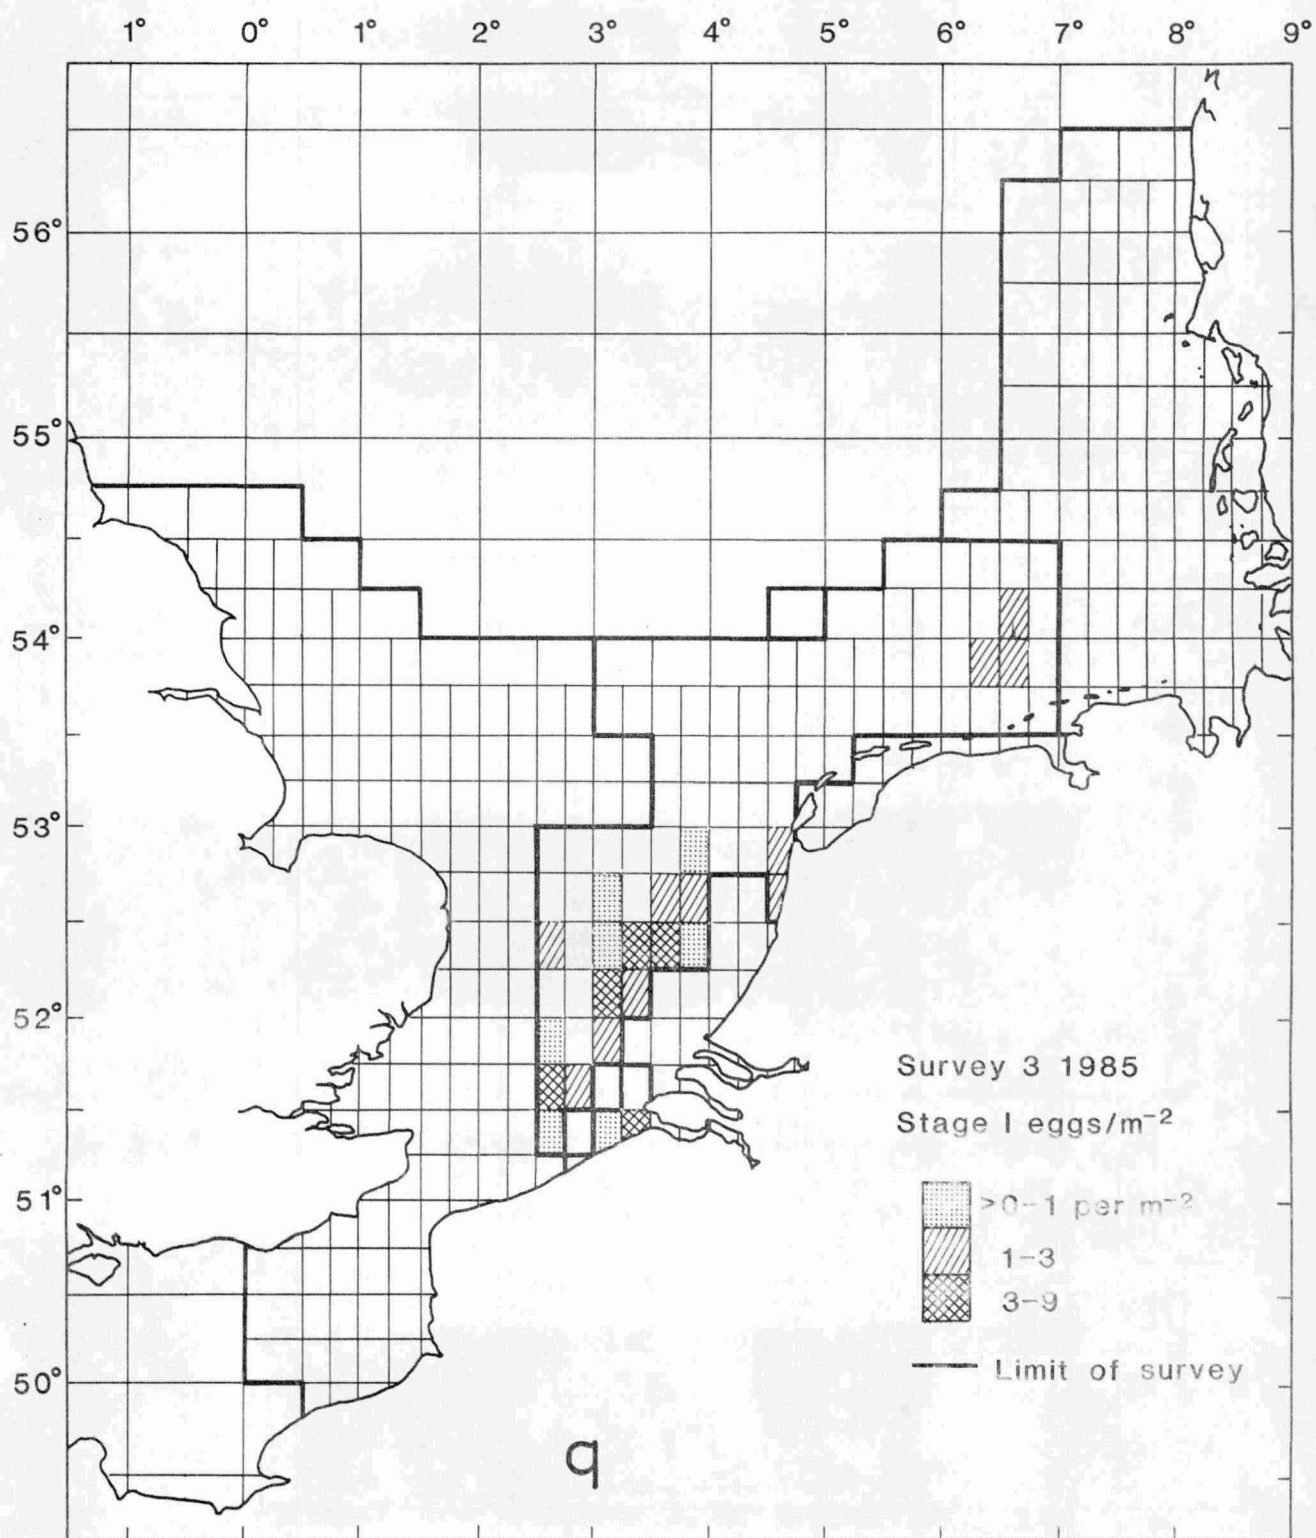 1° 0° 1° 2° 3° 4° 5° 6° 7° 8° 9°
56°
55°
54°
53°
52°
51°
50°
Survey 3 1985
Stage I eggs/m⁻²
>0–1 per m⁻²
1–3
3–9
Limit of survey
q